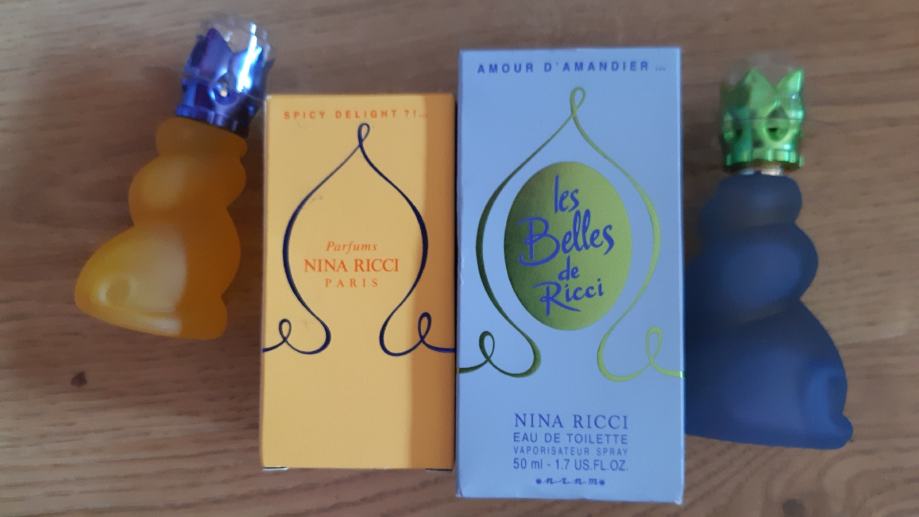 SPICY DELIGHT ?!...
Parfums
NINA RICCI
PARIS
AMOUR D'AMANDIER ...
les
Belles
de
Ricci
NINA RICCI
EAU DE TOILETTE
VAPORISATEUR SPRAY
50 ml - 1.7 US.FL.OZ.